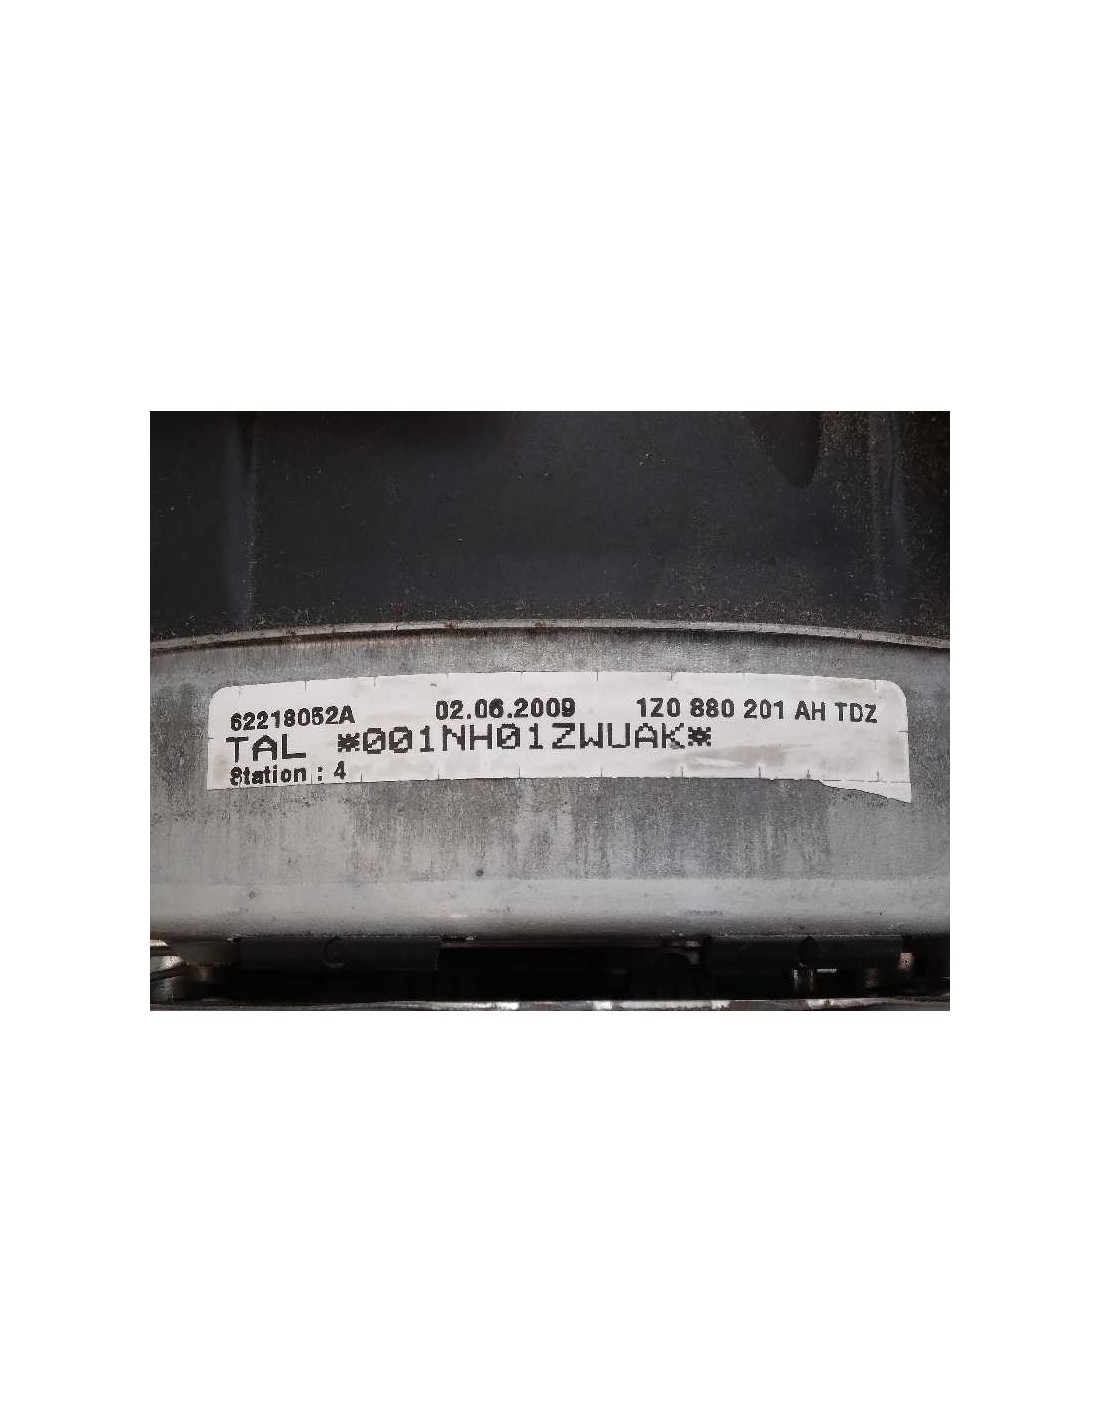 62218052A 02.06.2009 1Z0 880 201 AH TDZ
TAL *001NH01ZWUAK*
Station : 4